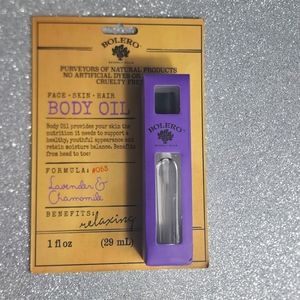 BOLERO
PURVEYORS OF NATURAL PRODUCTS
NO ARTIFICIAL DYES OR
CRUELTY FREE
FACE · SKIN · HAIR
BODY OIL
Body Oil provides your skin the
nutrition it needs to support a
healthy, youthful appearance and
retain moisture balance. Benefits
from head to toe!
FORMULA: #053
Lavender &
Chamomile
BENEFITS:
relaxing
1 fl oz (29 mL)
BOLERO